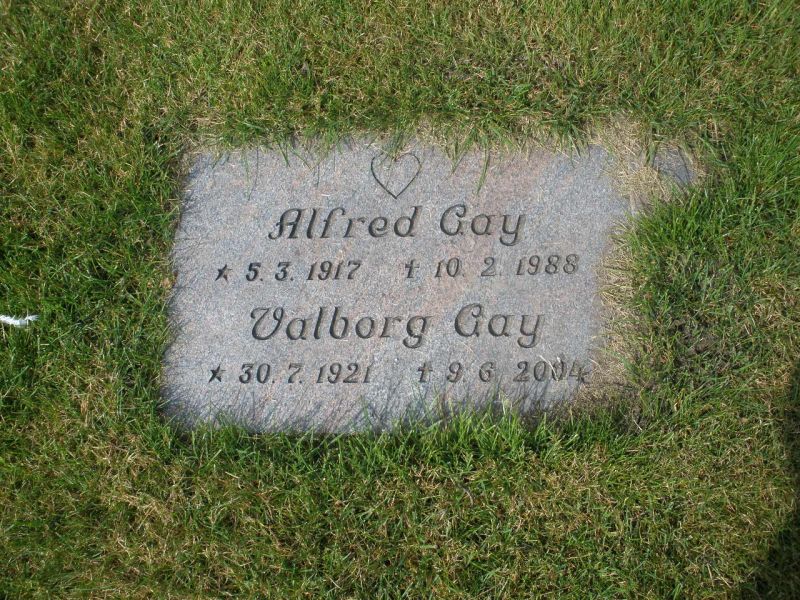 Alfred Gay
* 5. 3. 1917 † 10. 2. 1988
Valborg Gay
* 30. 7. 1921 † 9. 6. 2004